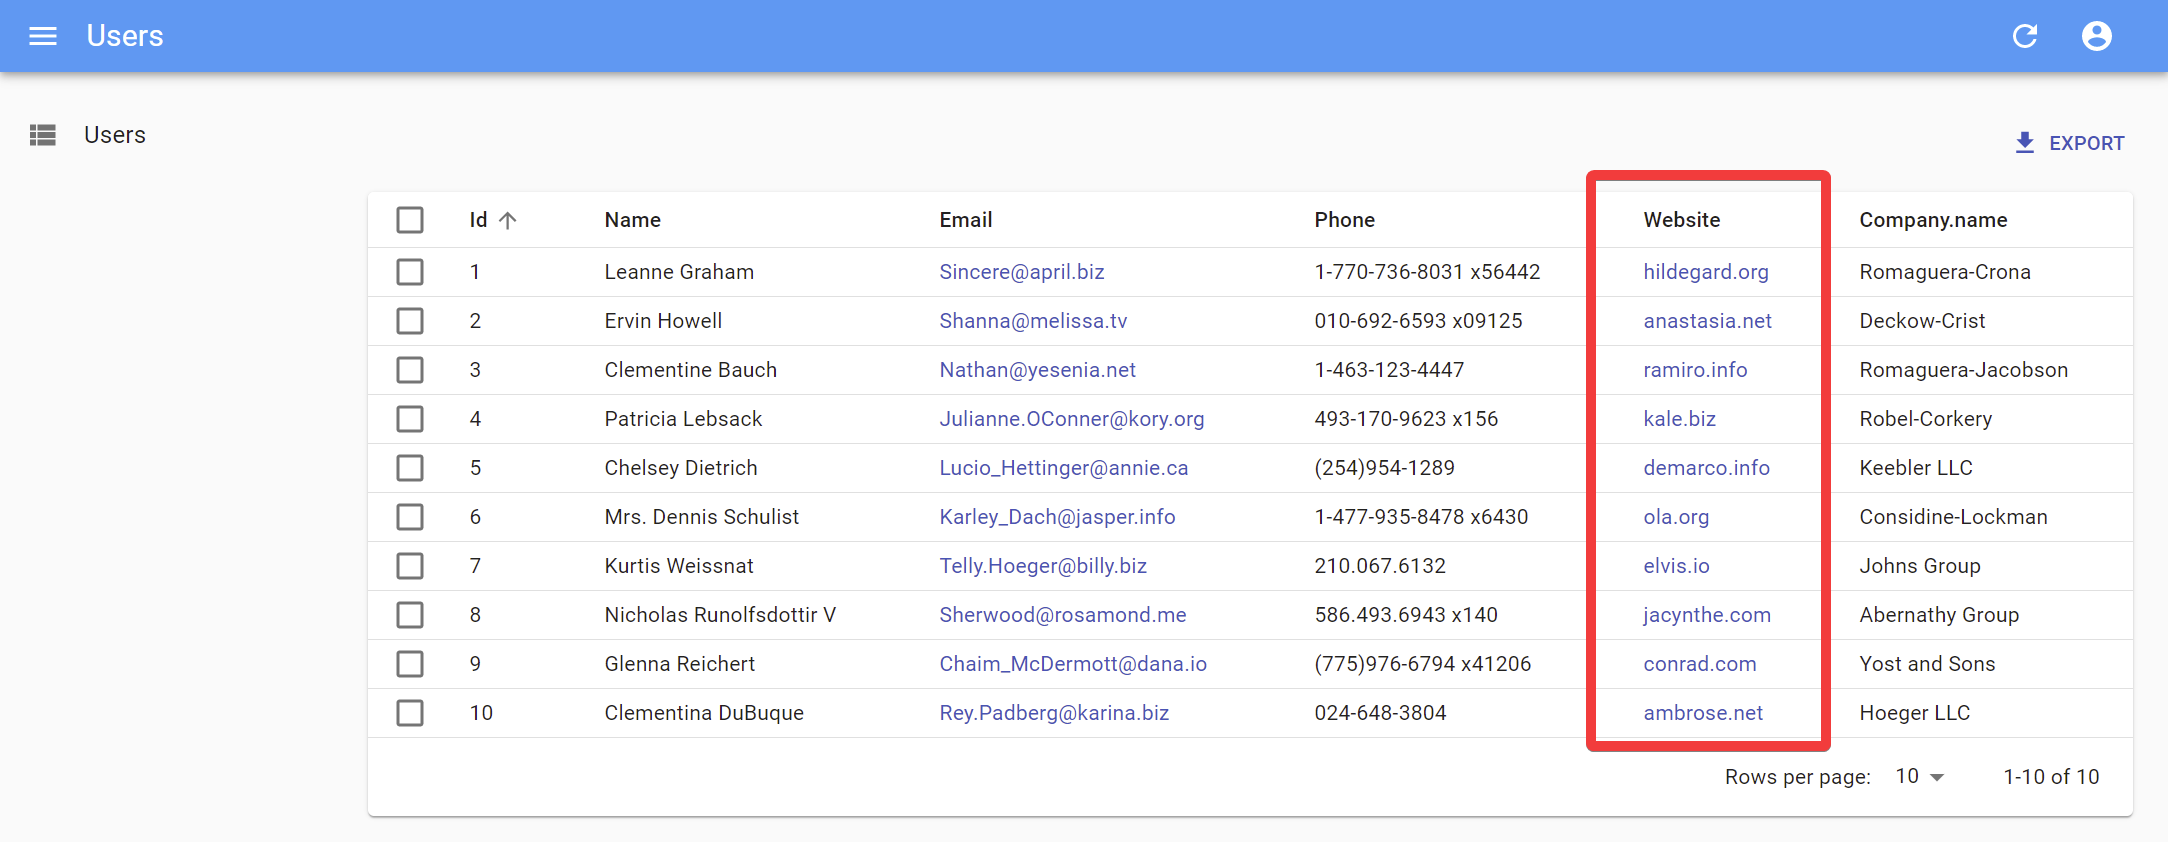 Users
Users
EXPORT
Id Name Email Phone Website Company.name
1 Leanne Graham Sincere@april.biz 1-770-736-8031 x56442 hildegard.org Romaguera-Crona
2 Ervin Howell Shanna@melissa.tv 010-692-6593 x09125 anastasia.net Deckow-Crist
3 Clementine Bauch Nathan@yesenia.net 1-463-123-4447 ramiro.info Romaguera-Jacobson
4 Patricia Lebsack Julianne.OConner@kory.org 493-170-9623 x156 kale.biz Robel-Corkery
5 Chelsey Dietrich Lucio_Hettinger@annie.ca (254)954-1289 demarco.info Keebler LLC
6 Mrs. Dennis Schulist Karley_Dach@jasper.info 1-477-935-8478 x6430 ola.org Considine-Lockman
7 Kurtis Weissnat Telly.Hoeger@billy.biz 210.067.6132 elvis.io Johns Group
8 Nicholas Runolfsdottir V Sherwood@rosamond.me 586.493.6943 x140 jacynthe.com Abernathy Group
9 Glenna Reichert Chaim_McDermott@dana.io (775)976-6794 x41206 conrad.com Yost and Sons
10 Clementina DuBuque Rey.Padberg@karina.biz 024-648-3804 ambrose.net Hoeger LLC
Rows per page: 10 1-10 of 10